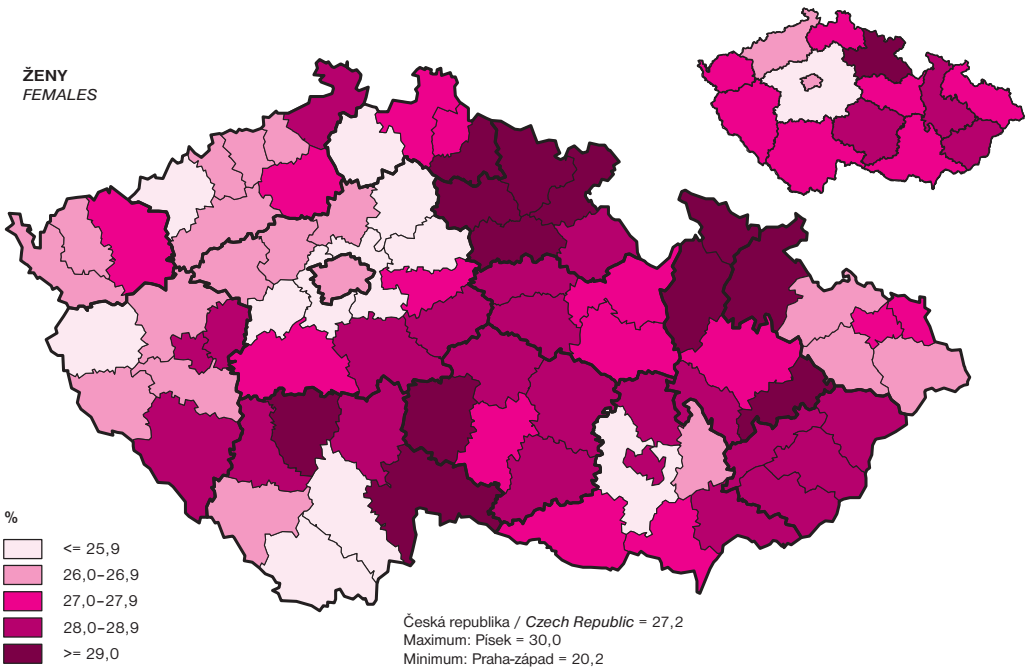 ŽENY
FEMALES
%
<= 25,9
26,0–26,9
27,0–27,9
28,0–28,9
>= 29,0
Česká republika / Czech Republic = 27,2
Maximum: Písek = 30,0
Minimum: Praha-západ = 20,2